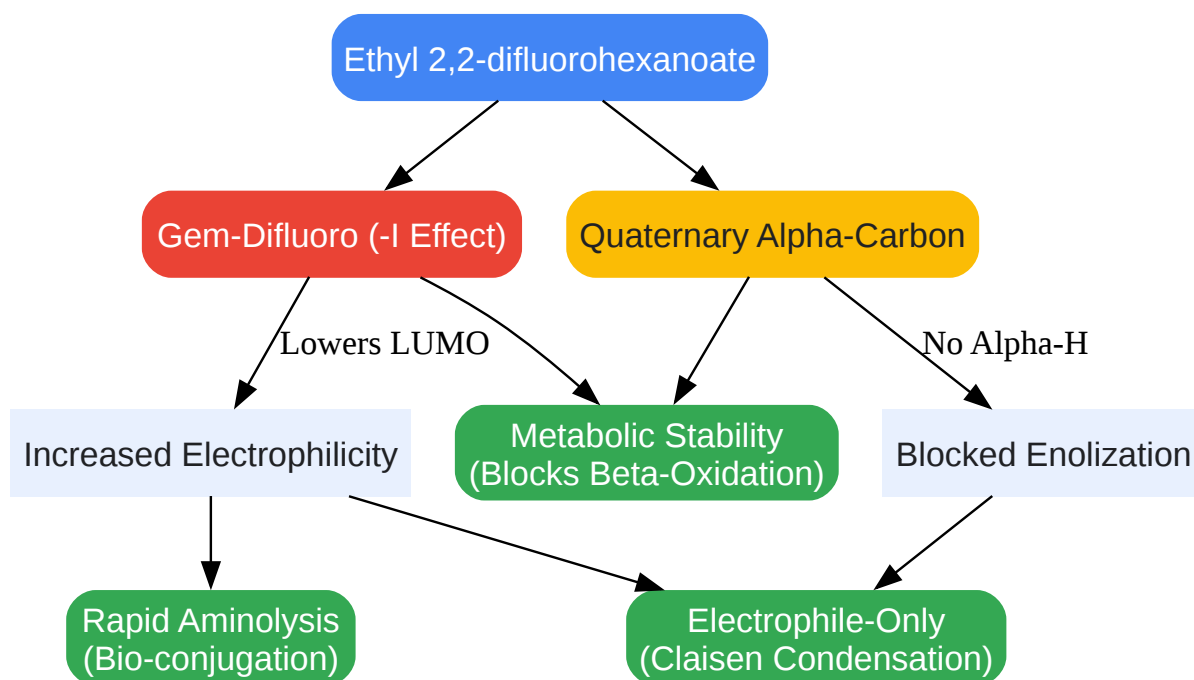 Ethyl 2,2-difluorohexanoate
Gem-Difluoro (-I Effect)
Quaternary Alpha-Carbon
Lowers LUMO
No Alpha-H
Increased Electrophilicity
Metabolic Stability
(Blocks Beta-Oxidation)
Blocked Enolization
Rapid Aminolysis
(Bio-conjugation)
Electrophile-Only
(Claisen Condensation)